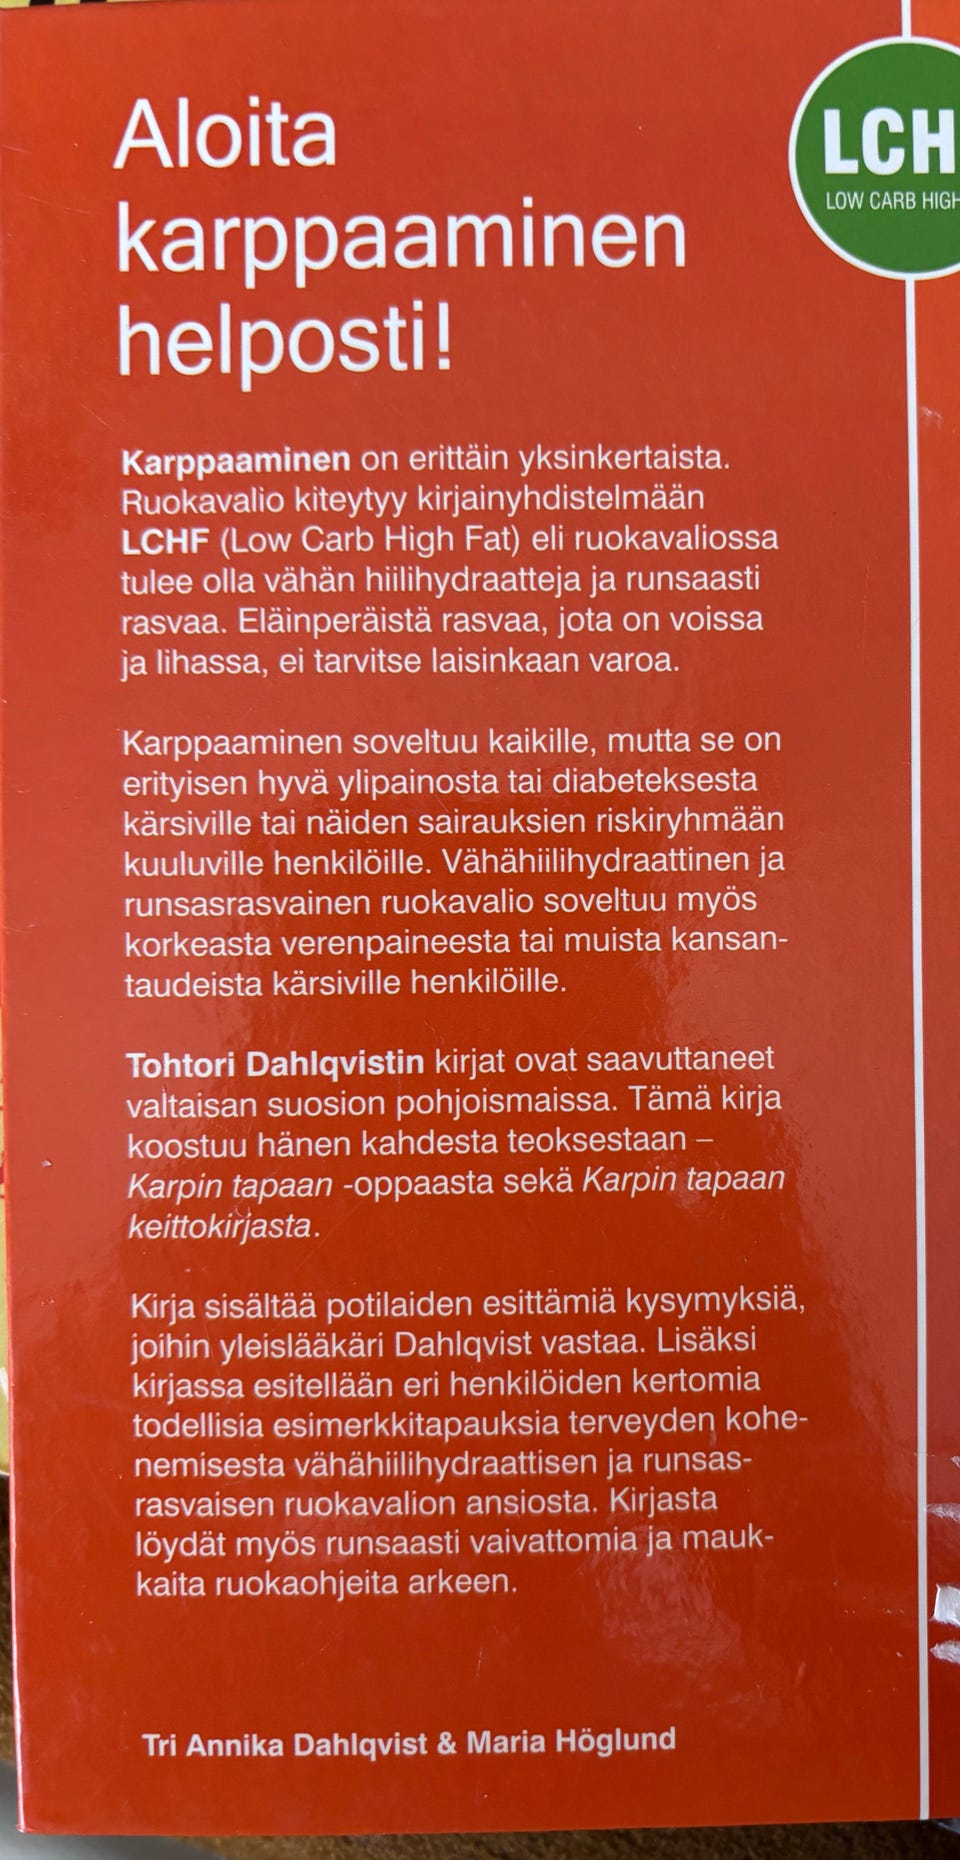 Aloita
karppaaminen
helposti!
LCH
LOW CARB HIGH
Karppaaminen on erittäin yksinkertaista.
Ruokavalio kiteytyy kirjainyhdistelmään
LCHF (Low Carb High Fat) eli ruokavaliossa
tulee olla vähän hiilihydraatteja ja runsaasti
rasvaa. Eläinperäistä rasvaa, jota on voissa
ja lihassa, ei tarvitse laisinkaan varoa.
Karppaaminen soveltuu kaikille, mutta se on
erityisen hyvä ylipainosta tai diabeteksesta
kärsiville tai näiden sairauksien riskiryhmään
kuuluville henkilöille. Vähähiilihydraattinen ja
runsasrasvainen ruokavalio soveltuu myös
korkeasta verenpaineesta tai muista kansan-
taudeista kärsiville henkilöille.
Tohtori Dahlqvistin kirjat ovat saavuttaneet
valtaisan suosion pohjoismaissa. Tämä kirja
koostuu hänen kahdesta teoksestaan –
Karpin tapaan -oppaasta sekä Karpin tapaan
keittokirjasta.
Kirja sisältää potilaiden esittämiä kysymyksiä,
joihin yleislääkäri Dahlqvist vastaa. Lisäksi
kirjassa esitellään eri henkilöiden kertomia
todellisia esimerkkitapauksia terveyden kohe-
nemisesta vähähiilihydraattisen ja runsas-
rasvaisen ruokavalion ansiosta. Kirjasta
löydät myös runsaasti vaivattomia ja mauk-
kaita ruokaohjeita arkeen.
Tri Annika Dahlqvist & Maria Höglund